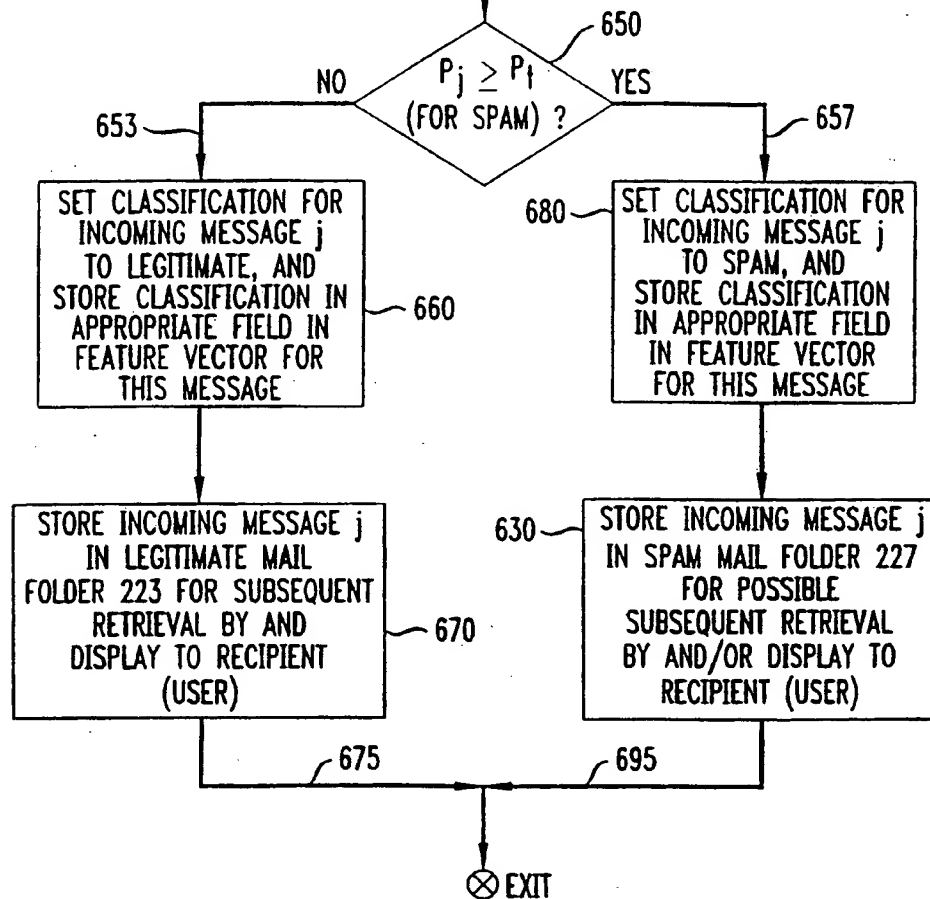 650
P_j ≥ P_t
(FOR SPAM) ?
NO
YES
653
657
SET CLASSIFICATION FOR
INCOMING MESSAGE j
TO LEGITIMATE, AND
STORE CLASSIFICATION IN
APPROPRIATE FIELD IN
FEATURE VECTOR FOR
THIS MESSAGE
660
680
SET CLASSIFICATION FOR
INCOMING MESSAGE j
TO SPAM, AND
STORE CLASSIFICATION
IN APPROPRIATE FIELD
IN FEATURE VECTOR
FOR THIS MESSAGE
STORE INCOMING MESSAGE j
IN LEGITIMATE MAIL
FOLDER 223 FOR SUBSEQUENT
RETRIEVAL BY AND
DISPLAY TO RECIPIENT
(USER)
670
630
STORE INCOMING MESSAGE j
IN SPAM MAIL FOLDER 227
FOR POSSIBLE
SUBSEQUENT RETRIEVAL
BY AND/OR DISPLAY TO
RECIPIENT (USER)
675
695
EXIT